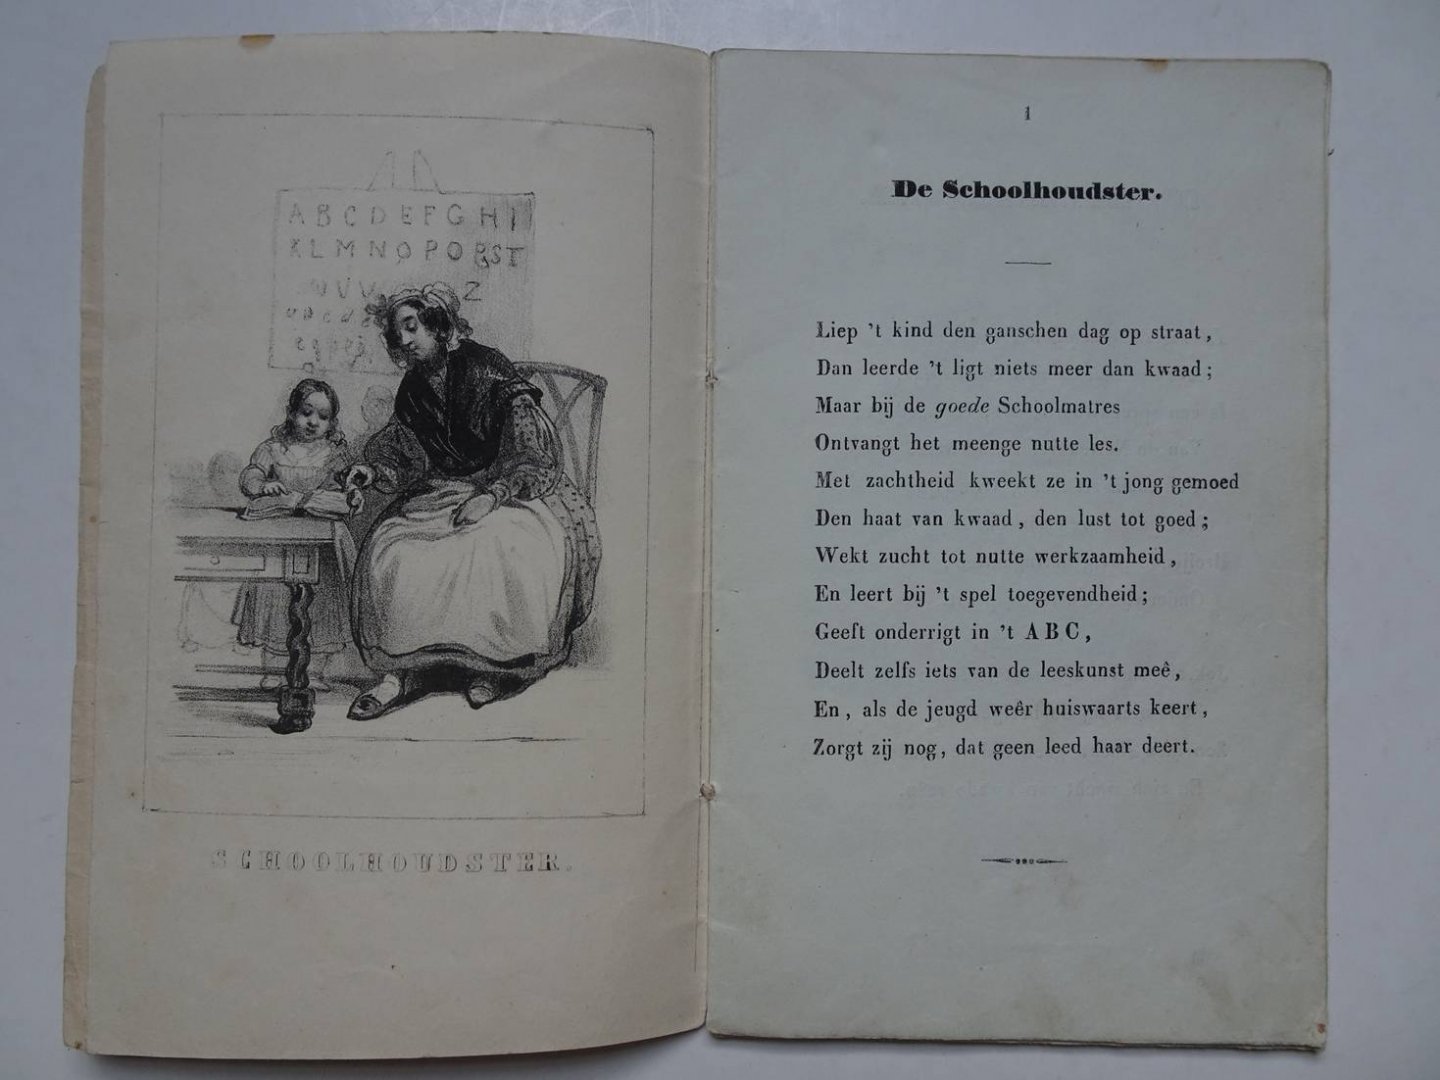 A B C D E F G H I
K L M N O P Q R S T
U V Z
SCHOOLHOUDSTER.
1
De Schoolhoudster.
Liep 't kind den ganschen dag op straat,
Dan leerde 't ligt niets meer dan kwaad;
Maar bij de goede Schoolmatres
Ontvangt het meenge nutte les.
Met zachtheid kweekt ze in 't jong gemoed
Den haat van kwaad, den lust tot goed;
Wekt zucht tot nutte werkzaamheid,
En leert bij 't spel toegevendheid;
Geeft onderrigt in 't A B C,
Deelt zelfs iets van de leeskunst meê,
En, als de jeugd weêr huiswaarts keert,
Zorgt zij nog, dat geen leed haar deert.